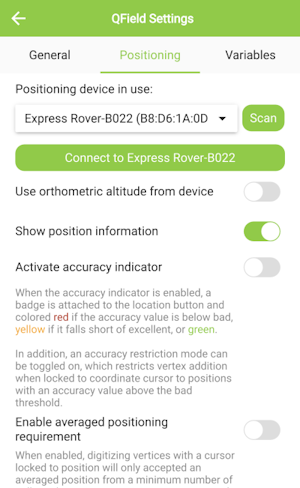 QField Settings
General
Positioning
Variables
Positioning device in use:
Express Rover-B022 (B8:D6:1A:0D
Scan
Connect to Express Rover-B022
Use orthometric altitude from device
Show position information
Activate accuracy indicator
When the accuracy indicator is enabled, a
badge is attached to the location button and
colored red if the accuracy value is below bad,
yellow if it falls short of excellent, or green.
In addition, an accuracy restriction mode can
be toggled on, which restricts vertex addition
when locked to coordinate cursor to positions
with an accuracy value above the bad
threshold.
Enable averaged positioning
requirement
When enabled, digitizing vertices with a cursor
locked to position will only accepted an
averaged position from a minimum number of